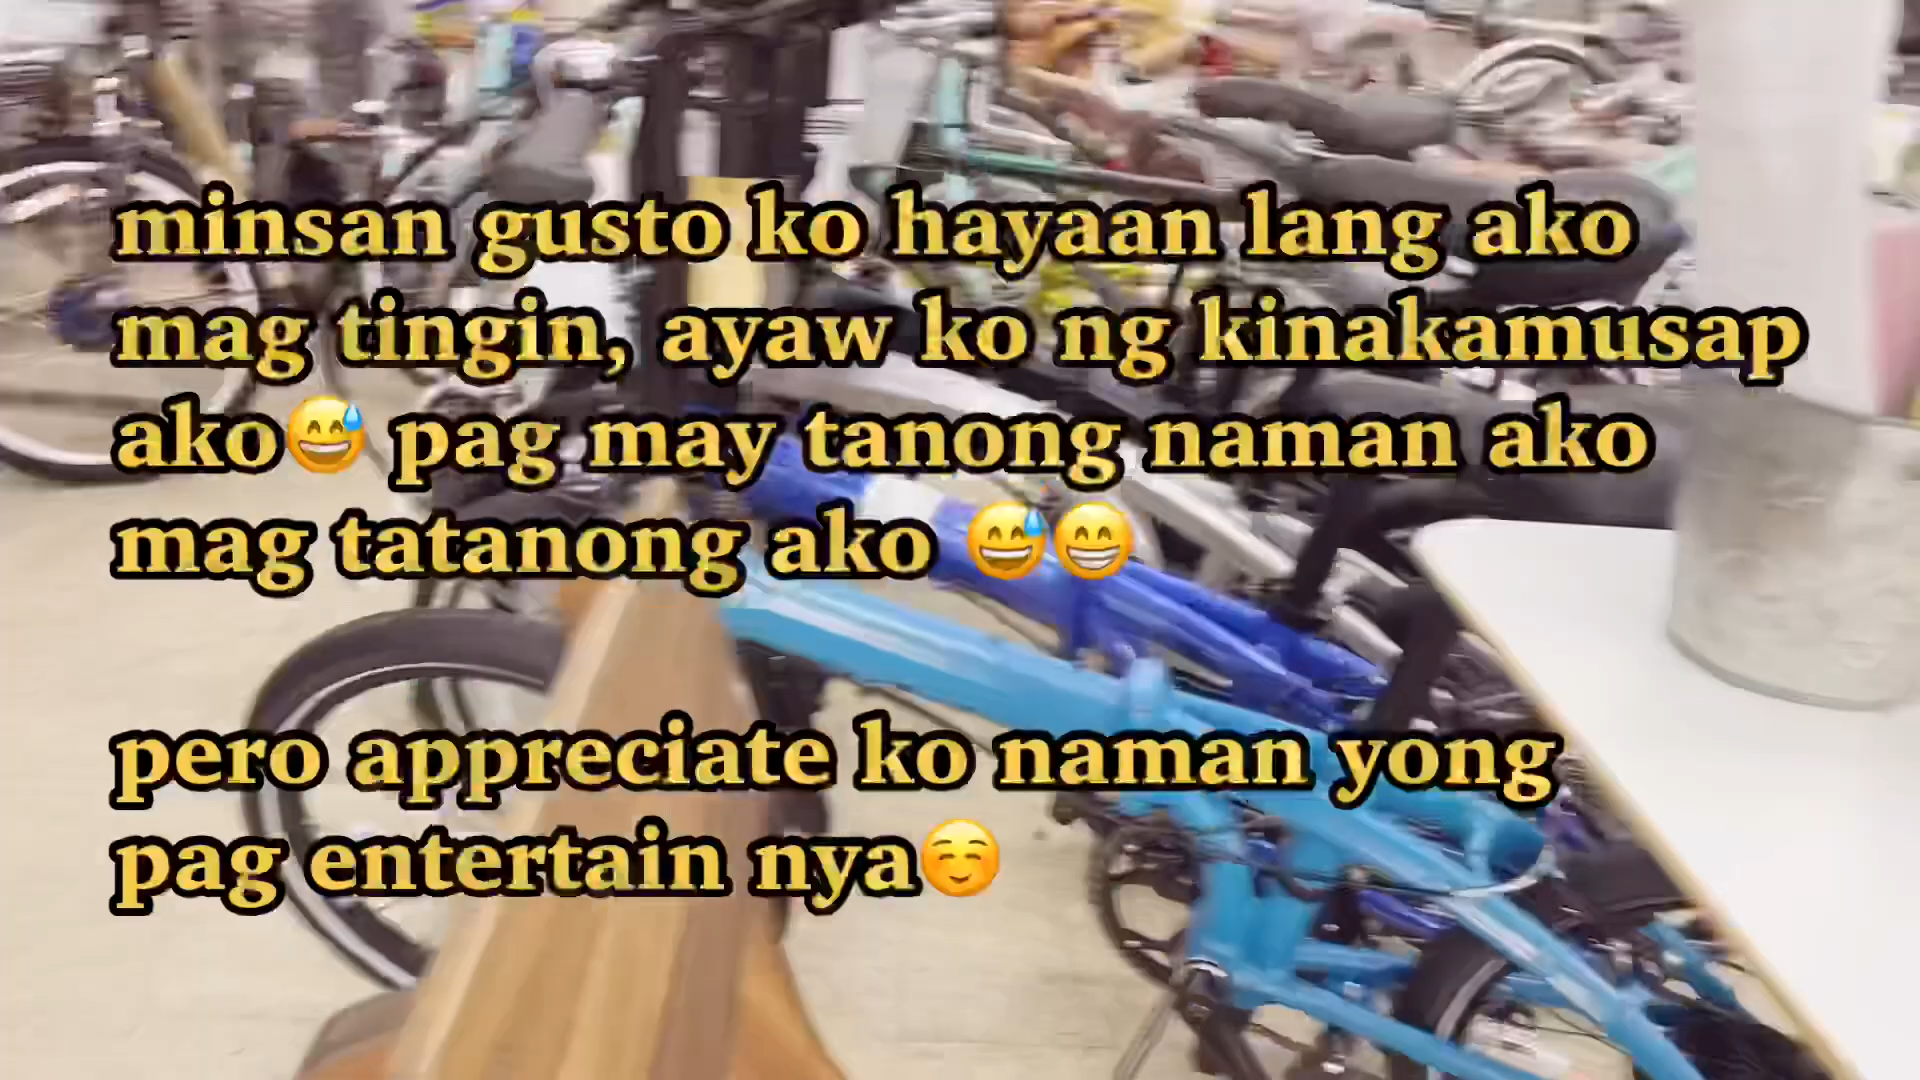 minsan gusto ko hayaan lang ako
mag tingin, ayaw ko ng kinakamusap
ako😅 pag may tanong naman ako
mag tatanong ako 😅😁
pero appreciate ko naman yong
pag entertain nya☺️